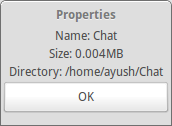 Properties
Name: Chat
Size: 0.004MB
Directory: /home/ayush/Chat
OK